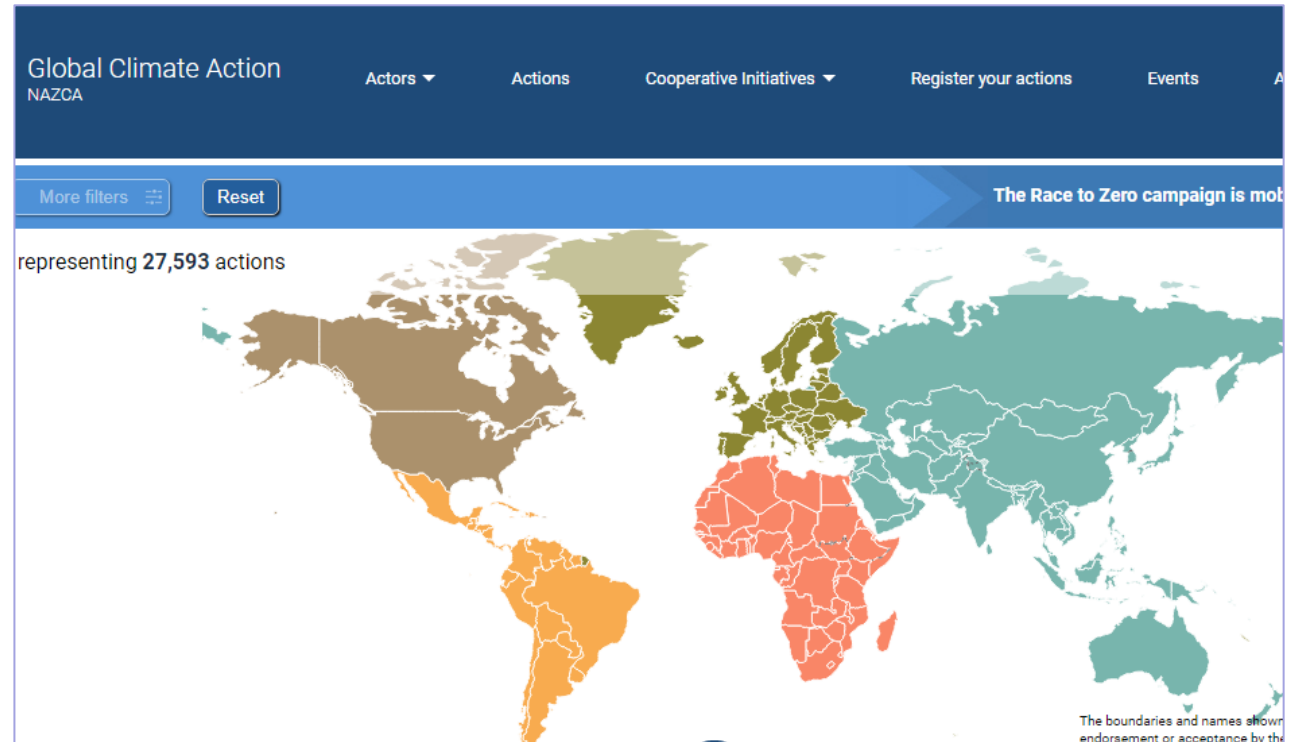 Global Climate Action
NAZCA
Actors
Actions
Cooperative Initiatives
Register your actions
Events
More filters
Reset
The Race to Zero campaign is
representing 27,593 actions
The boundaries and names shown
endorsement or acceptance by the